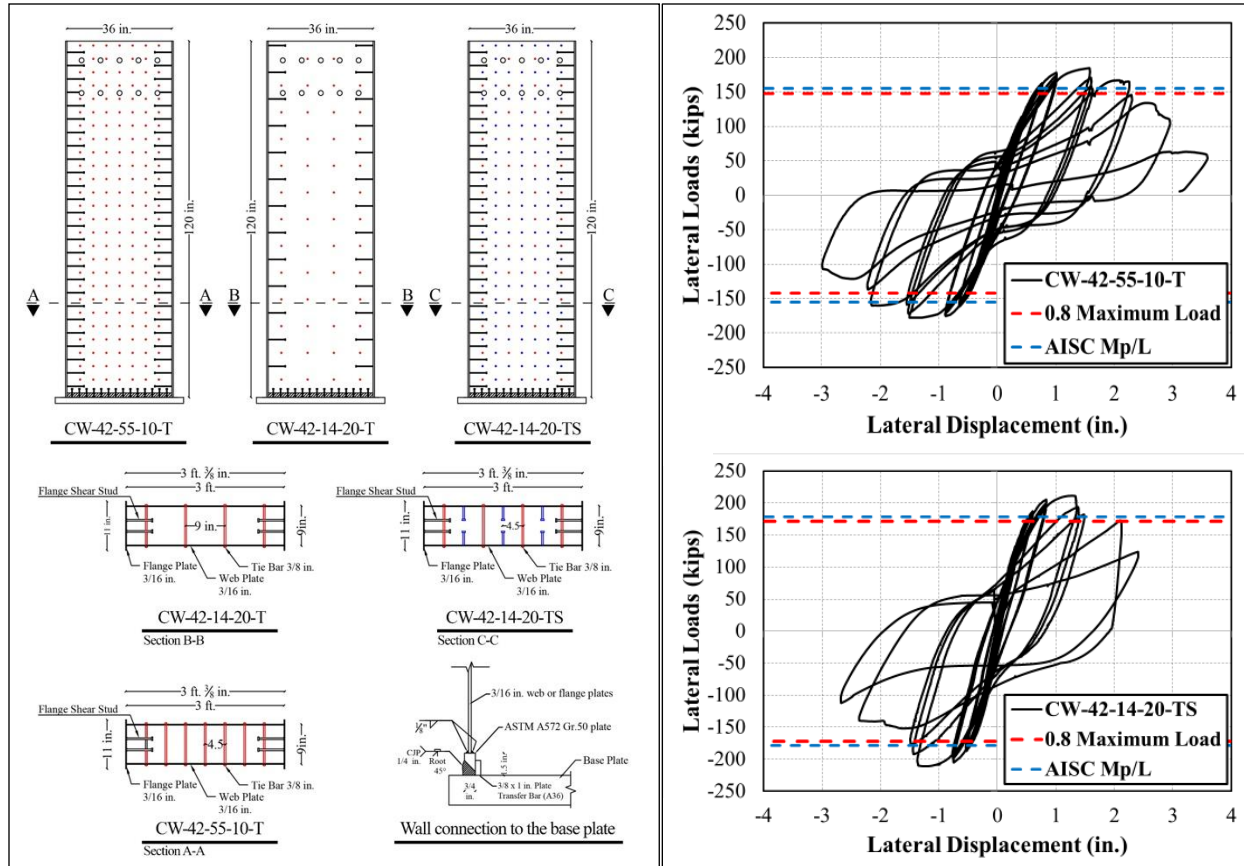 36 in.
36 in.
36 in.
120 in.
120 in.
120 in.
A
A
B
B
C
C
CW-42-55-10-T
CW-42-14-20-T
CW-42-14-20-TS
3 ft. ⅜ in.
3 ft.
Flange Shear Stud
11 in.
9 in.
9in.
Flange Plate
3/16 in.
Web Plate
3/16 in.
Tie Bar 3/8 in.
CW-42-14-20-T
Section B-B
3 ft. ⅜ in.
3 ft.
Flange Shear Stud
11 in.
4.5
9in.
Flange Plate
3/16 in.
Web Plate
3/16 in.
Tie Bar 3/8 in.
CW-42-14-20-TS
Section C-C
3 ft. ⅜ in.
3 ft.
Flange Shear Stud
11 in.
4.5
9in.
Flange Plate
3/16 in.
Web Plate
3/16 in.
Tie Bar 3/8 in.
CW-42-55-10-T
Section A-A
3/16 in. web or flange plates
ASTM A572 Gr.50 plate
CJP
1/4 in.
Root
45°
Base Plate
3/4
in.
3/8 x 1 in. Plate
Transfer Bar (A36)
Wall connection to the base plate
Lateral Loads (kips)
250
200
150
100
50
0
-50
-100
-150
-200
-250
CW-42-55-10-T
0.8 Maximum Load
AISC Mp/L
-4 -3 -2 -1 0 1 2 3 4
Lateral Displacement (in.)
Lateral Loads (kips)
250
200
150
100
50
0
-50
-100
-150
-200
-250
CW-42-14-20-TS
0.8 Maximum Load
AISC Mp/L
-4 -3 -2 -1 0 1 2 3 4
Lateral Displacement (in.)